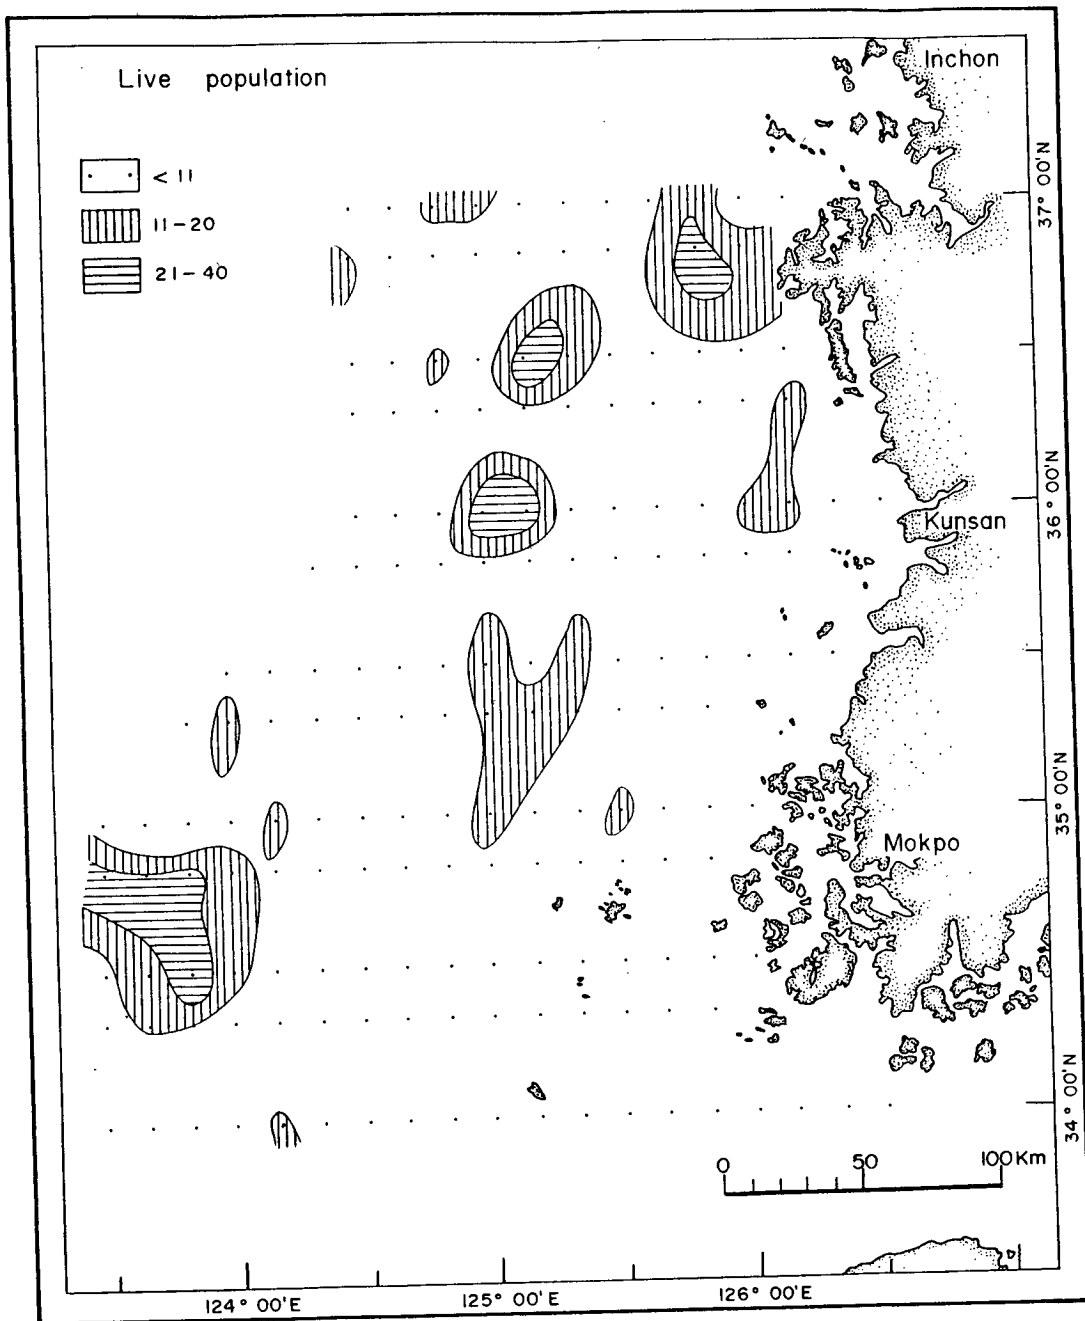 Live population
< 11
11-20
21-40
Inchon
37° 00'N
36° 00'N
Kunsan
35° 00'N
Mokpo
34° 00'N
0 50 100 Km
124° 00'E 125° 00'E 126° 00'E